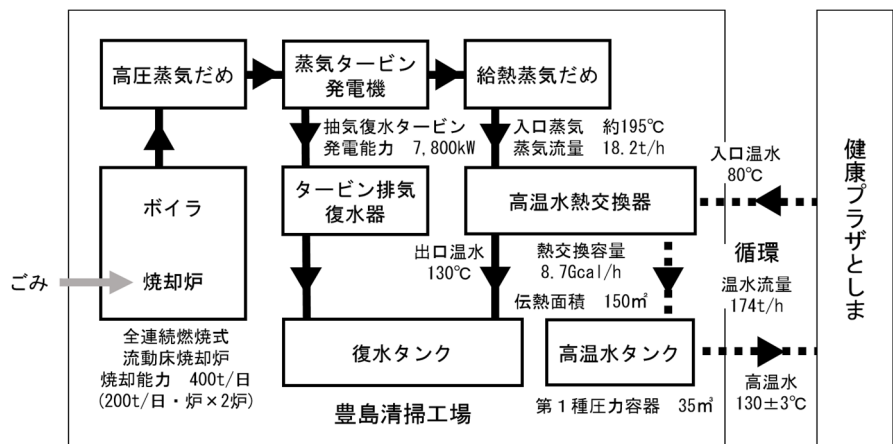 高圧蒸気だめ
蒸気タービン
発電機
給熱蒸気だめ
抽気復水タービン
発電能力 7,800kW
入口蒸気 約195℃
蒸気流量 18.2t/h
入口温水
80℃
ボイラ
焼却炉
ごみ
タービン排気
復水器
高温水熱交換器
出口温水
130℃
熱交換容量
8.7Gcal/h
伝熱面積 150㎡
循環
温水流量
174t/h
健康プラザとしま
全連続燃焼式
流動床焼却炉
焼却能力 400t/日
(200t/日・炉×2炉)
復水タンク
高温水タンク
高温水
130±3℃
豊島清掃工場
第1種圧力容器 35㎥